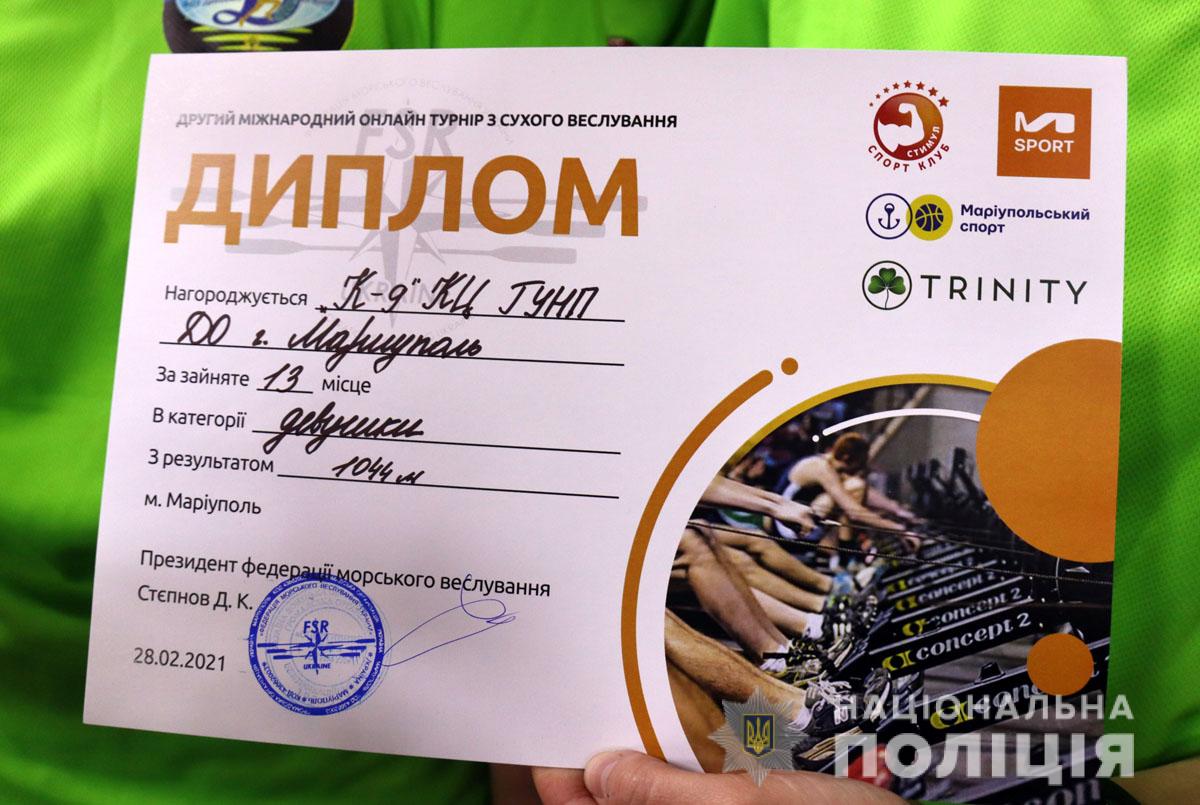 ДРУГИЙ МІЖНАРОДНИЙ ОНЛАЙН ТУРНІР З СУХОГО ВЕСЛУВАННЯ
ДИПЛОМ
Нагороджується „К-9" КЦ ГУНП
ДО г. Мариуполь
За зайняте 13 місце
В категорії девушки
З результатом 1044 м
м. Маріуполь
Президент федерації морського веслування
Стєпнов Д. К.
28.02.2021
FSR
UKRAINE
СТИМУЛ
СПОРТ КЛУБ
SPORT
Маріупольський
спорт
TRINITY
concept 2
concept 2
concept 2
НАЦІОНАЛЬНА
ПОЛІЦІЯ